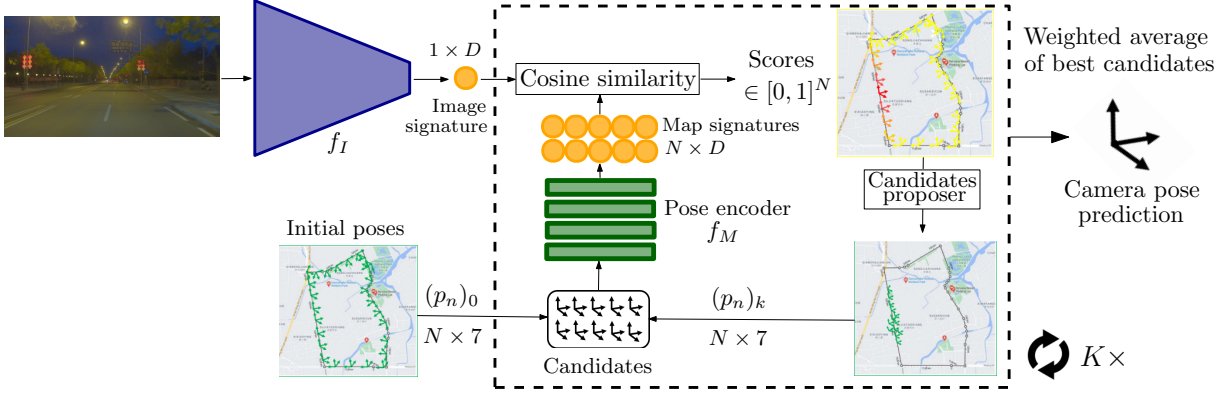 1 × D
Image
signature
f_I
Cosine similarity
Scores
∈ [0, 1]^N
Map signatures
N × D
Pose encoder
f_M
Initial poses
(p_n)_0
N × 7
Candidates
(p_n)_k
N × 7
Candidates
proposer
Weighted average
of best candidates
Camera pose
prediction
K×